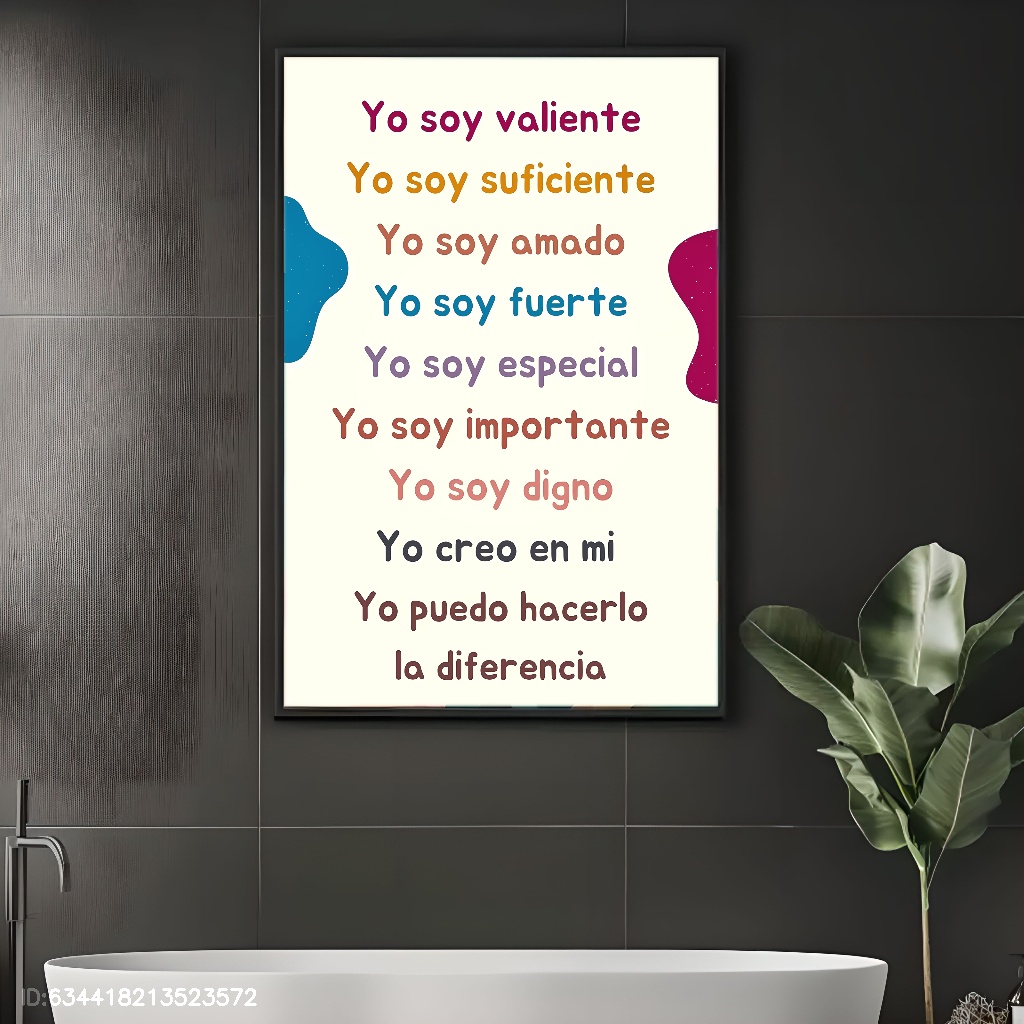 Yo soy valiente
Yo soy suficiente
Yo soy amado
Yo soy fuerte
Yo soy especial
Yo soy importante
Yo soy digno
Yo creo en mi
Yo puedo hacerlo
la diferencia
ID:634418213523572